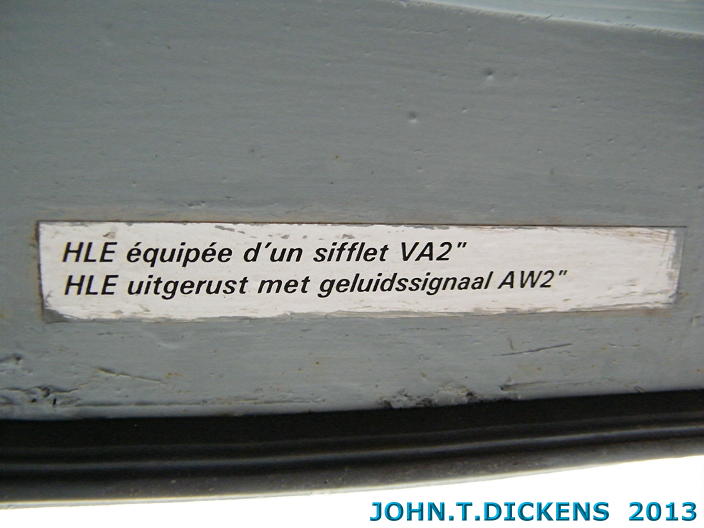 HLE équipée d'un sifflet VA2"
HLE uitgerust met geluidssignaal AW2"
JOHN.T.DICKENS 2013